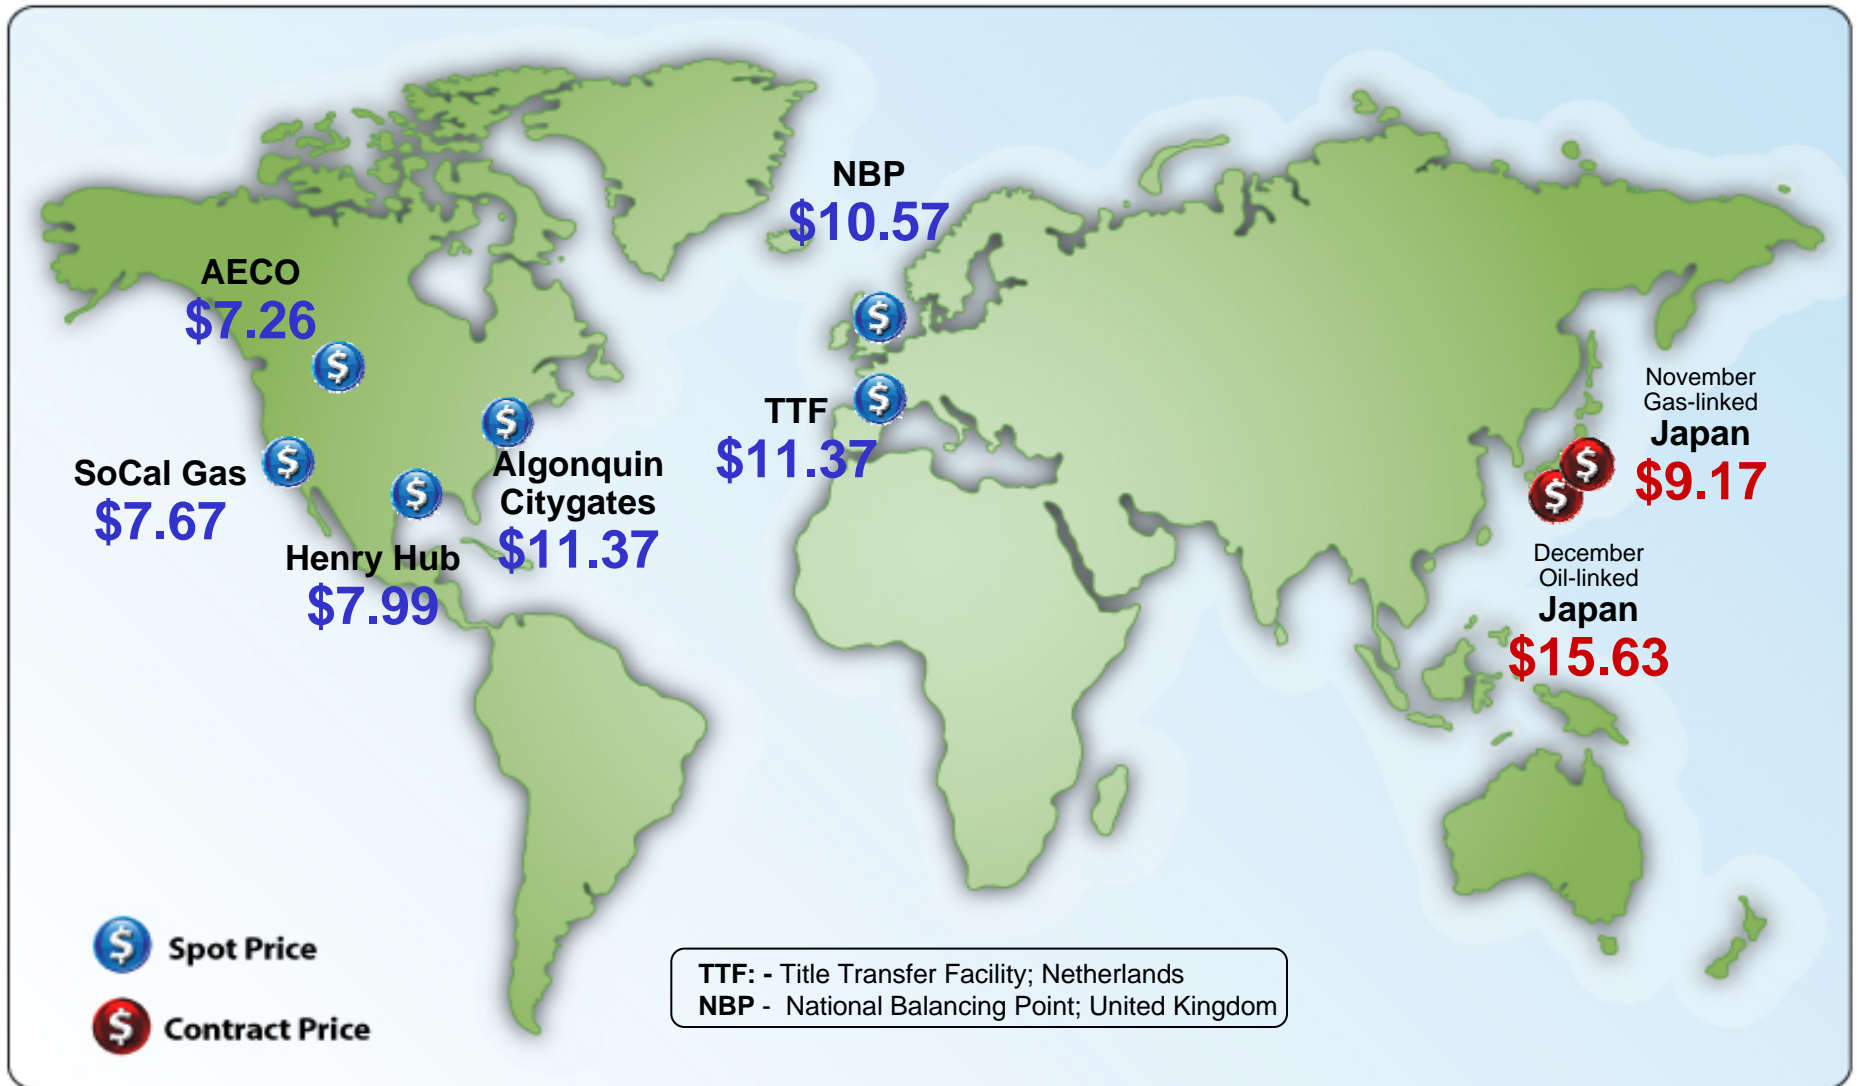 NBP
$10.57
AECO
$7.26
TTF
$11.37
SoCal Gas
$7.67
Algonquin
Citygates
$11.37
Henry Hub
$7.99
November
Gas-linked
Japan
$9.17
December
Oil-linked
Japan
$15.63
$ Spot Price
$ Contract Price
TTF: - Title Transfer Facility; Netherlands
NBP - National Balancing Point; United Kingdom